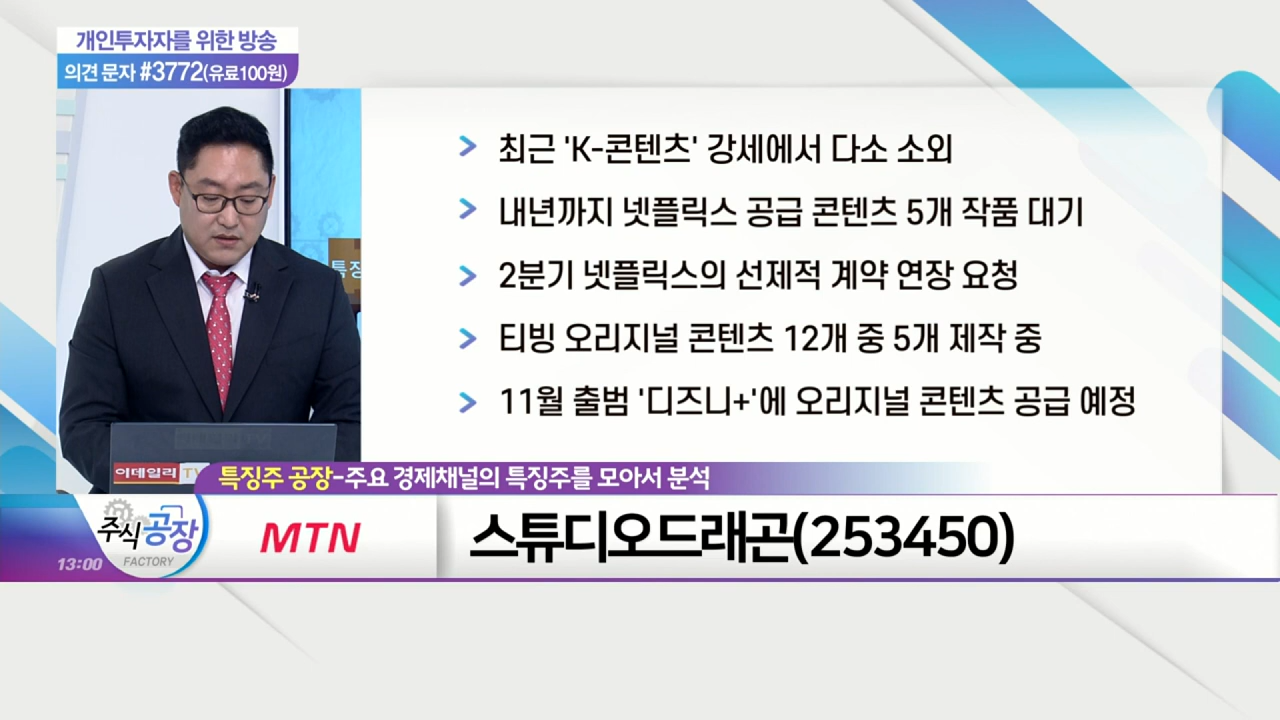 개인투자자를 위한 방송
의견 문자 #3772(유료100원)
최근 'K-콘텐츠' 강세에서 다소 소외
내년까지 넷플릭스 공급 콘텐츠 5개 작품 대기
2분기 넷플릭스의 선제적 계약 연장 요청
티빙 오리지널 콘텐츠 12개 중 5개 제작 중
11월 출범 '디즈니+'에 오리지널 콘텐츠 공급 예정
특징
이데일리 TV
특징주 공장-주요 경제채널의 특징주를 모아서 분석
주식공장
FACTORY
13:00
MTN
스튜디오드래곤(253450)